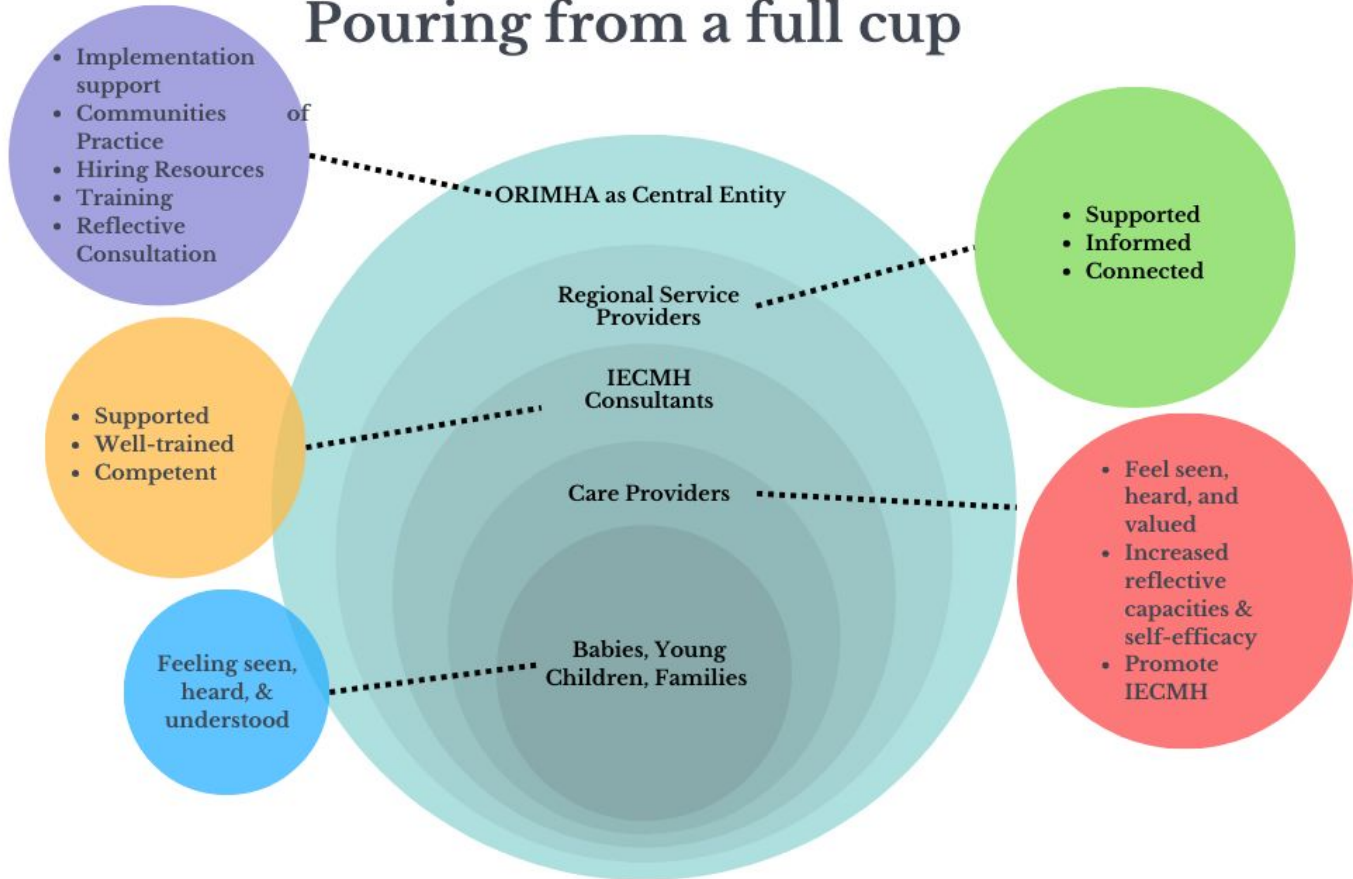 Pouring from a full cup
• Implementation
support
• Communities of
Practice
• Hiring Resources
• Training
• Reflective
Consultation
ORIMHA as Central Entity
• Supported
• Informed
• Connected
Regional Service
Providers
IECMH
Consultants
• Supported
• Well-trained
• Competent
Care Providers
• Feel seen,
heard, and
valued
• Increased
reflective
capacities &
self-efficacy
• Promote
IECMH
Feeling seen,
heard, &
understood
Babies, Young
Children, Families